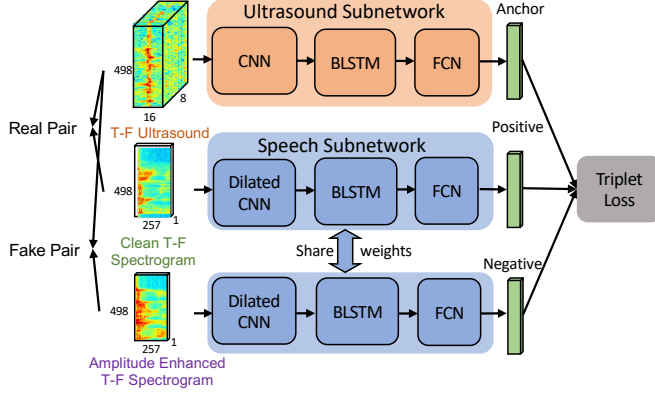 Ultrasound Subnetwork
Anchor
CNN
BLSTM
FCN
498
16
8
T-F Ultrasound
Real Pair
Speech Subnetwork
Positive
Dilated
CNN
BLSTM
FCN
498
257
1
Clean T-F
Spectrogram
Triplet
Loss
Fake Pair
Share weights
Negative
Dilated
CNN
BLSTM
FCN
498
257
1
Amplitude Enhanced
T-F Spectrogram